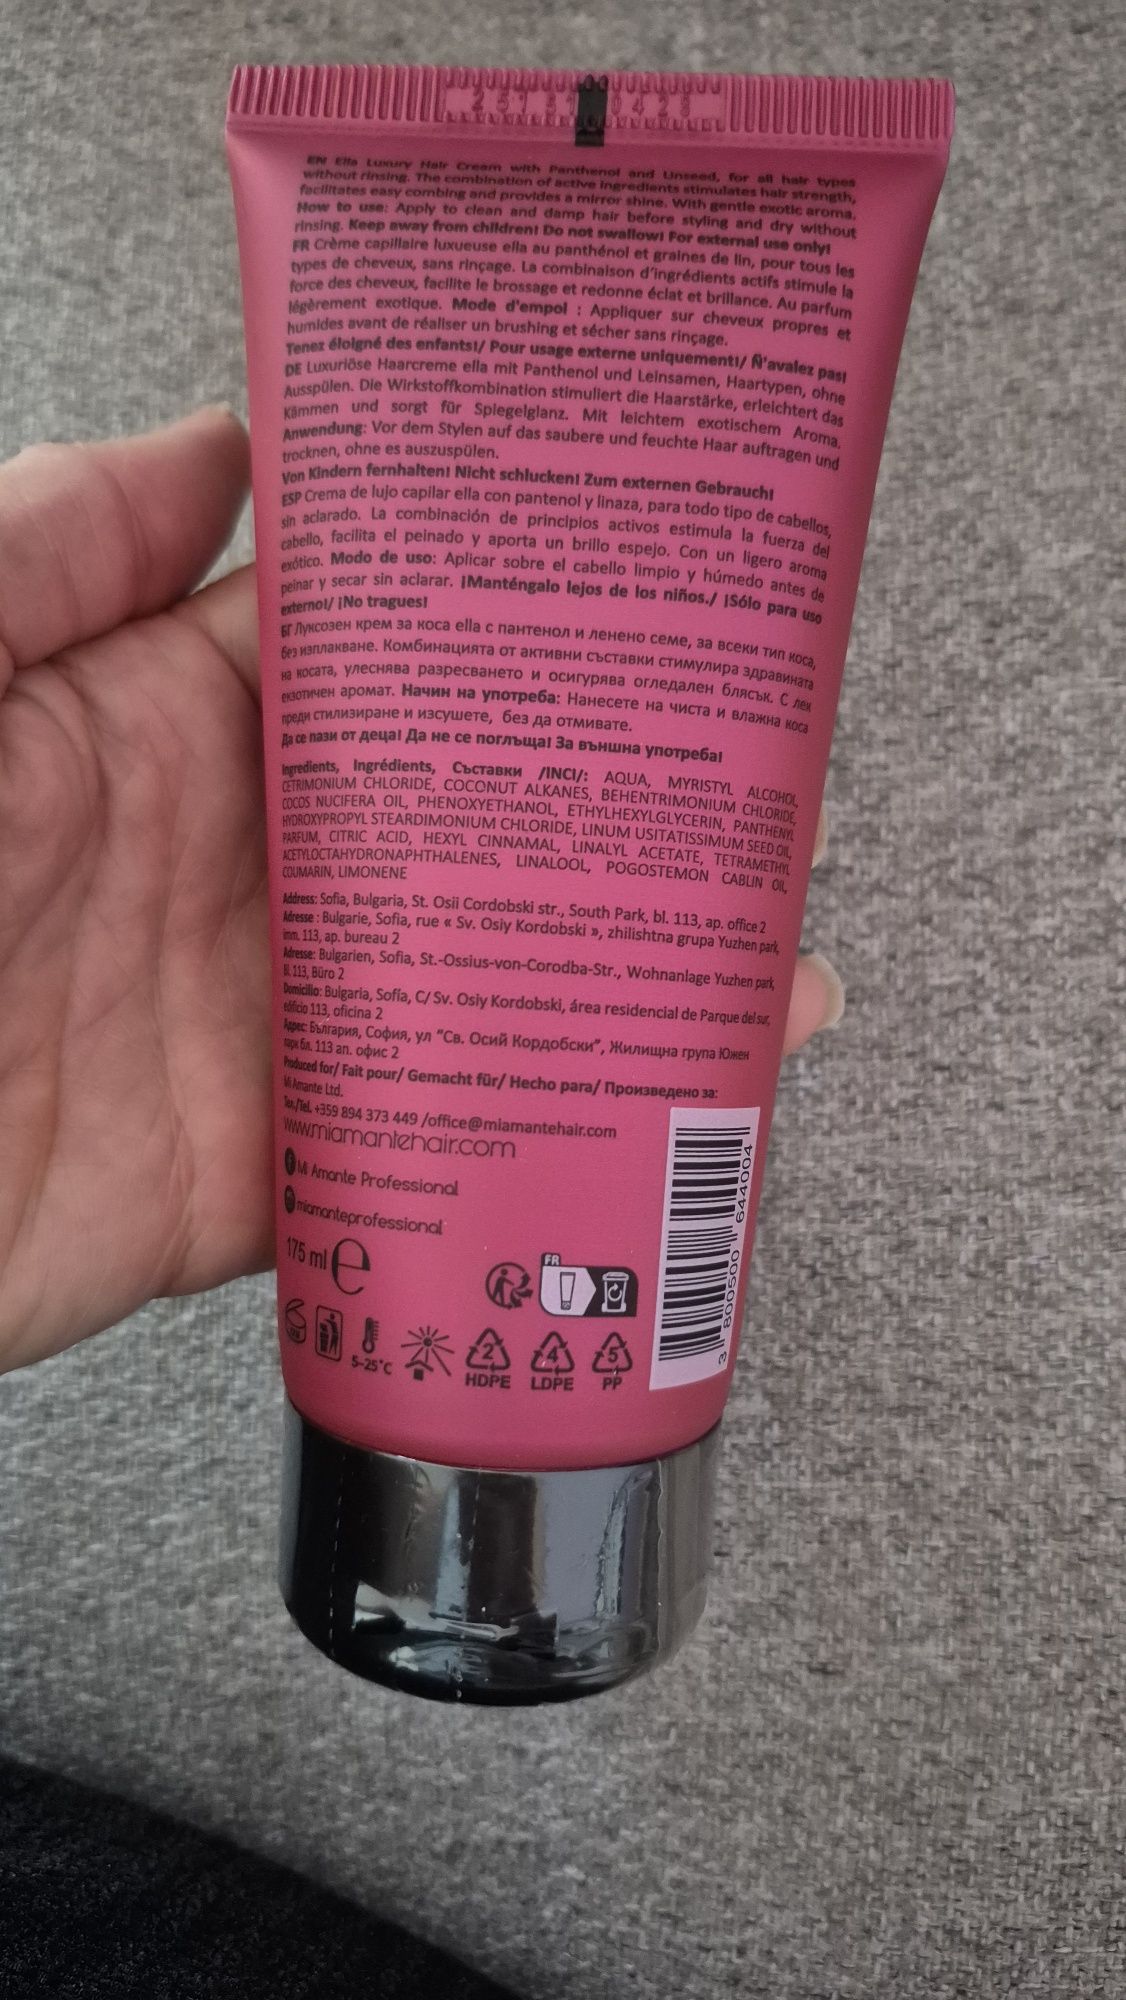 EN Ella Luxury Hair Cream with Panthenol and Unseed, for all hair types
without rinsing. The combination of active ingredients stimulates hair strength,
facilitates easy combing and provides a mirror shine. With gentle exotic aroma.
How to use: Apply to clean and damp hair before styling and dry without
rinsing. Keep away from children! Do not swallow! For external use only!
FR Crème capillaire luxueuse ella au panthénol et graines de lin, pour tous les
types de cheveux, sans rinçage. La combinaison d'ingrédients actifs stimule la
force des cheveux, facilite le brossage et redonne éclat et brillance. Au parfum
légèrement exotique. Mode d'empol : Appliquer sur cheveux propres et
humides avant de réaliser un brushing et sécher sans rinçage.
Tenez éloigné des enfants!/ Pour usage externe uniquement!/ Ñ'avalez pas!
DE Luxuriöse Haarcreme ella mit Panthenol und Leinsamen, Haartypen, ohne
Ausspülen. Die Wirkstoffkombination stimuliert die Haarstärke, erleichtert das
Kämmen und sorgt für Spiegelglanz. Mit leichtem exotischem Aroma.
Anwendung: Vor dem Stylen auf das saubere und feuchte Haar auftragen und
trocknen, ohne es auszuspülen.
Von Kindern fernhalten! Nicht schlucken! Zum externen Gebrauch!
ESP Crema de lujo capilar ella con pantenol y linaza, para todo tipo de cabellos,
sin aclarado. La combinación de principios activos estimula la fuerza del
cabello, facilita el peinado y aporta un brillo espejo. Con un ligero aroma
exótico. Modo de uso: Aplicar sobre el cabello limpio y húmedo antes de
peinar y secar sin aclarar. ¡Manténgalo lejos de los niños./ ¡Sólo para uso
externo!/ ¡No tragues!
БГ Луксозен крем за коса ella с пантенол и ленено семе, за всеки тип коса,
без изплакване. Комбинацията от активни съставки стимулира здравината
на косата, улеснява разресването и осигурява огледален блясък. С лек
екзотичен аромат. Начин на употреба: Нанесете на чиста и влажна коса
преди стилизиране и изсушете, без да отмивате.
Да се пази от деца! Да не се поглъща! За външна употреба!
Ingredients, Ingrédients, Съставки /INCI/: AQUA, MYRISTYL ALCOHOL,
CETRIMONIUM CHLORIDE, COCONUT ALKANES, BEHENTRIMONIUM CHLORIDE,
COCOS NUCIFERA OIL, PHENOXYETHANOL, ETHYLHEXYLGLYCERIN, PANTHENYL
HYDROXYPROPYL STEARDIMONIUM CHLORIDE, LINUM USITATISSIMUM SEED OIL,
PARFUM, CITRIC ACID, HEXYL CINNAMAL, LINALYL ACETATE, TETRAMETHYL
ACETYLOCTAHYDRONAPHTHALENES, LINALOOL, POGOSTEMON CABLIN OIL,
COUMARIN, LIMONENE
Address: Sofia, Bulgaria, St. Osii Cordobski str., South Park, bl. 113, ap. office 2
Adresse : Bulgarie, Sofia, rue « Sv. Osiy Kordobski », zhilishtna grupa Yuzhen park,
imm. 113, ap. bureau 2
Adresse: Bulgarien, Sofia, St.-Ossius-von-Corodba-Str., Wohnanlage Yuzhen park,
Bl. 113, Büro 2
Domicilio: Bulgaria, Sofía, C/ Sv. Osiy Kordobski, área residencial de Parque del sur,
edificio 113, oficina 2
Адрес: България, София, ул "Св. Осий Кордобски", Жилищна група Южен
парк бл. 113 ап. офис 2
Produced for/ Fait pour/ Gemacht für/ Hecho para/ Произведено за:
Mi Amante Ltd.
Тел./Tel. +359 894 373 449 /office@miamantehair.com
www.miamantehair.com
Mi Amante Professional
miamanteprofessional
175 ml e
FR
5-25°C
2 HDPE
4 LDPE
5 PP
3 800500 644004